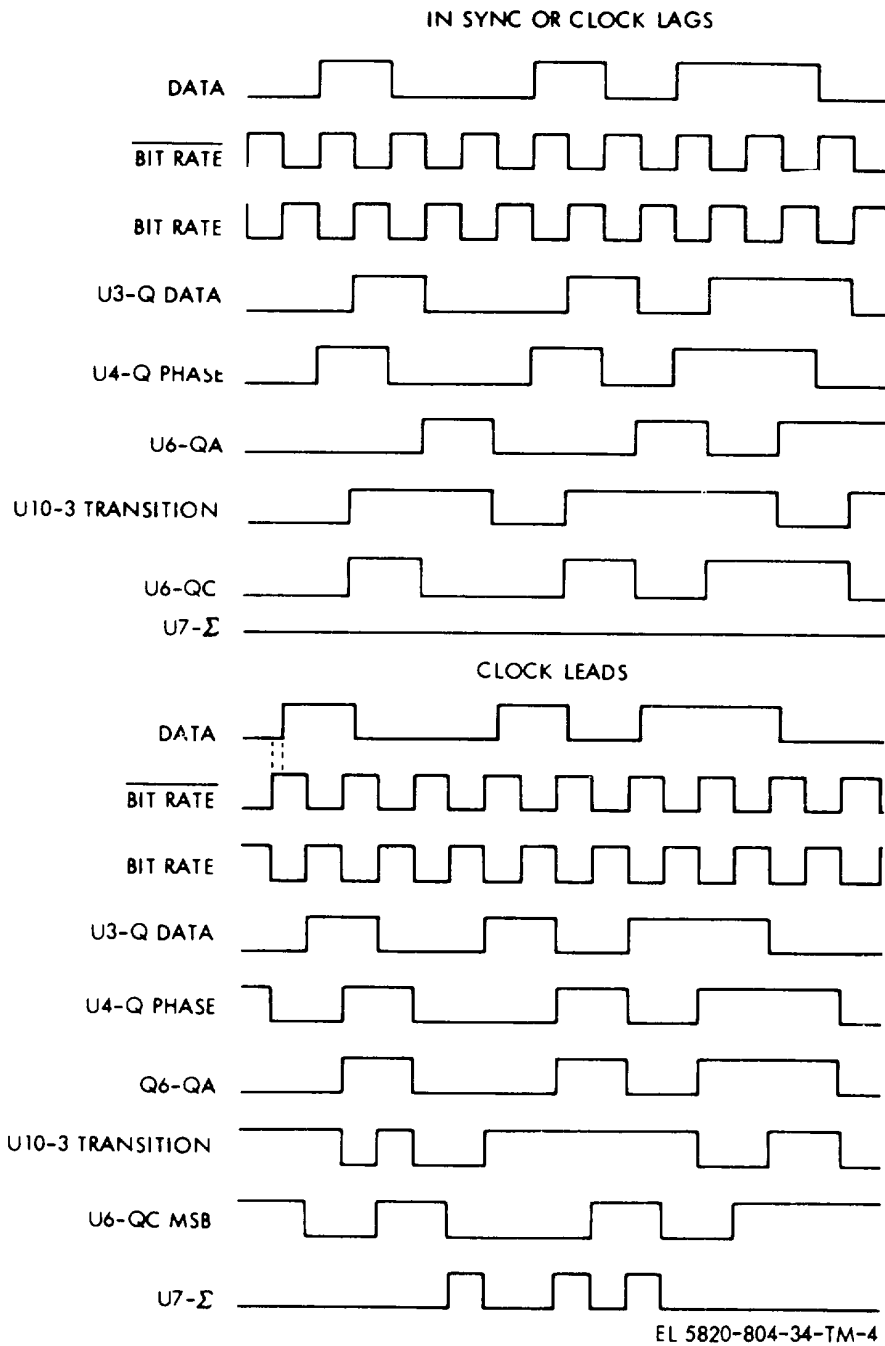 IN SYNC OR CLOCK LAGS
DATA
BIT RATE
BIT RATE
U3-Q DATA
U4-Q PHASE
U6-QA
U10-3 TRANSITION
U6-QC
U7-Σ
CLOCK LEADS
DATA
BIT RATE
BIT RATE
U3-Q DATA
U4-Q PHASE
Q6-QA
U10-3 TRANSITION
U6-QC MSB
U7-Σ
EL 5820-804-34-TM-4